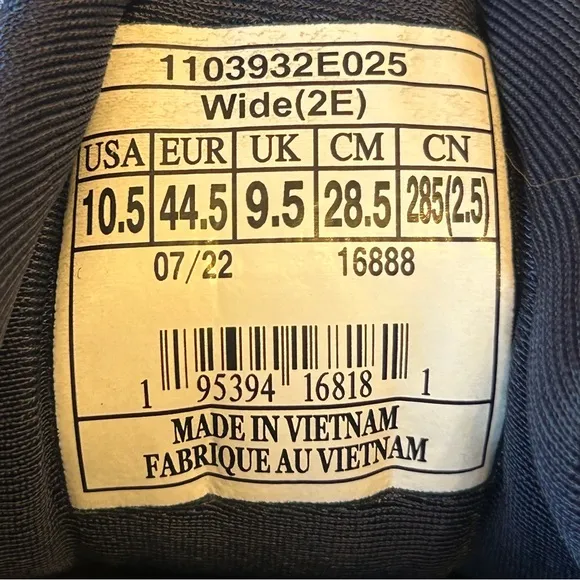 1103932E025
Wide(2E)
USA EUR UK CM CN
10.5 44.5 9.5 28.5 285(2.5)
07/22 16888
1 95394 16818 1
MADE IN VIETNAM
FABRIQUE AU VIETNAM